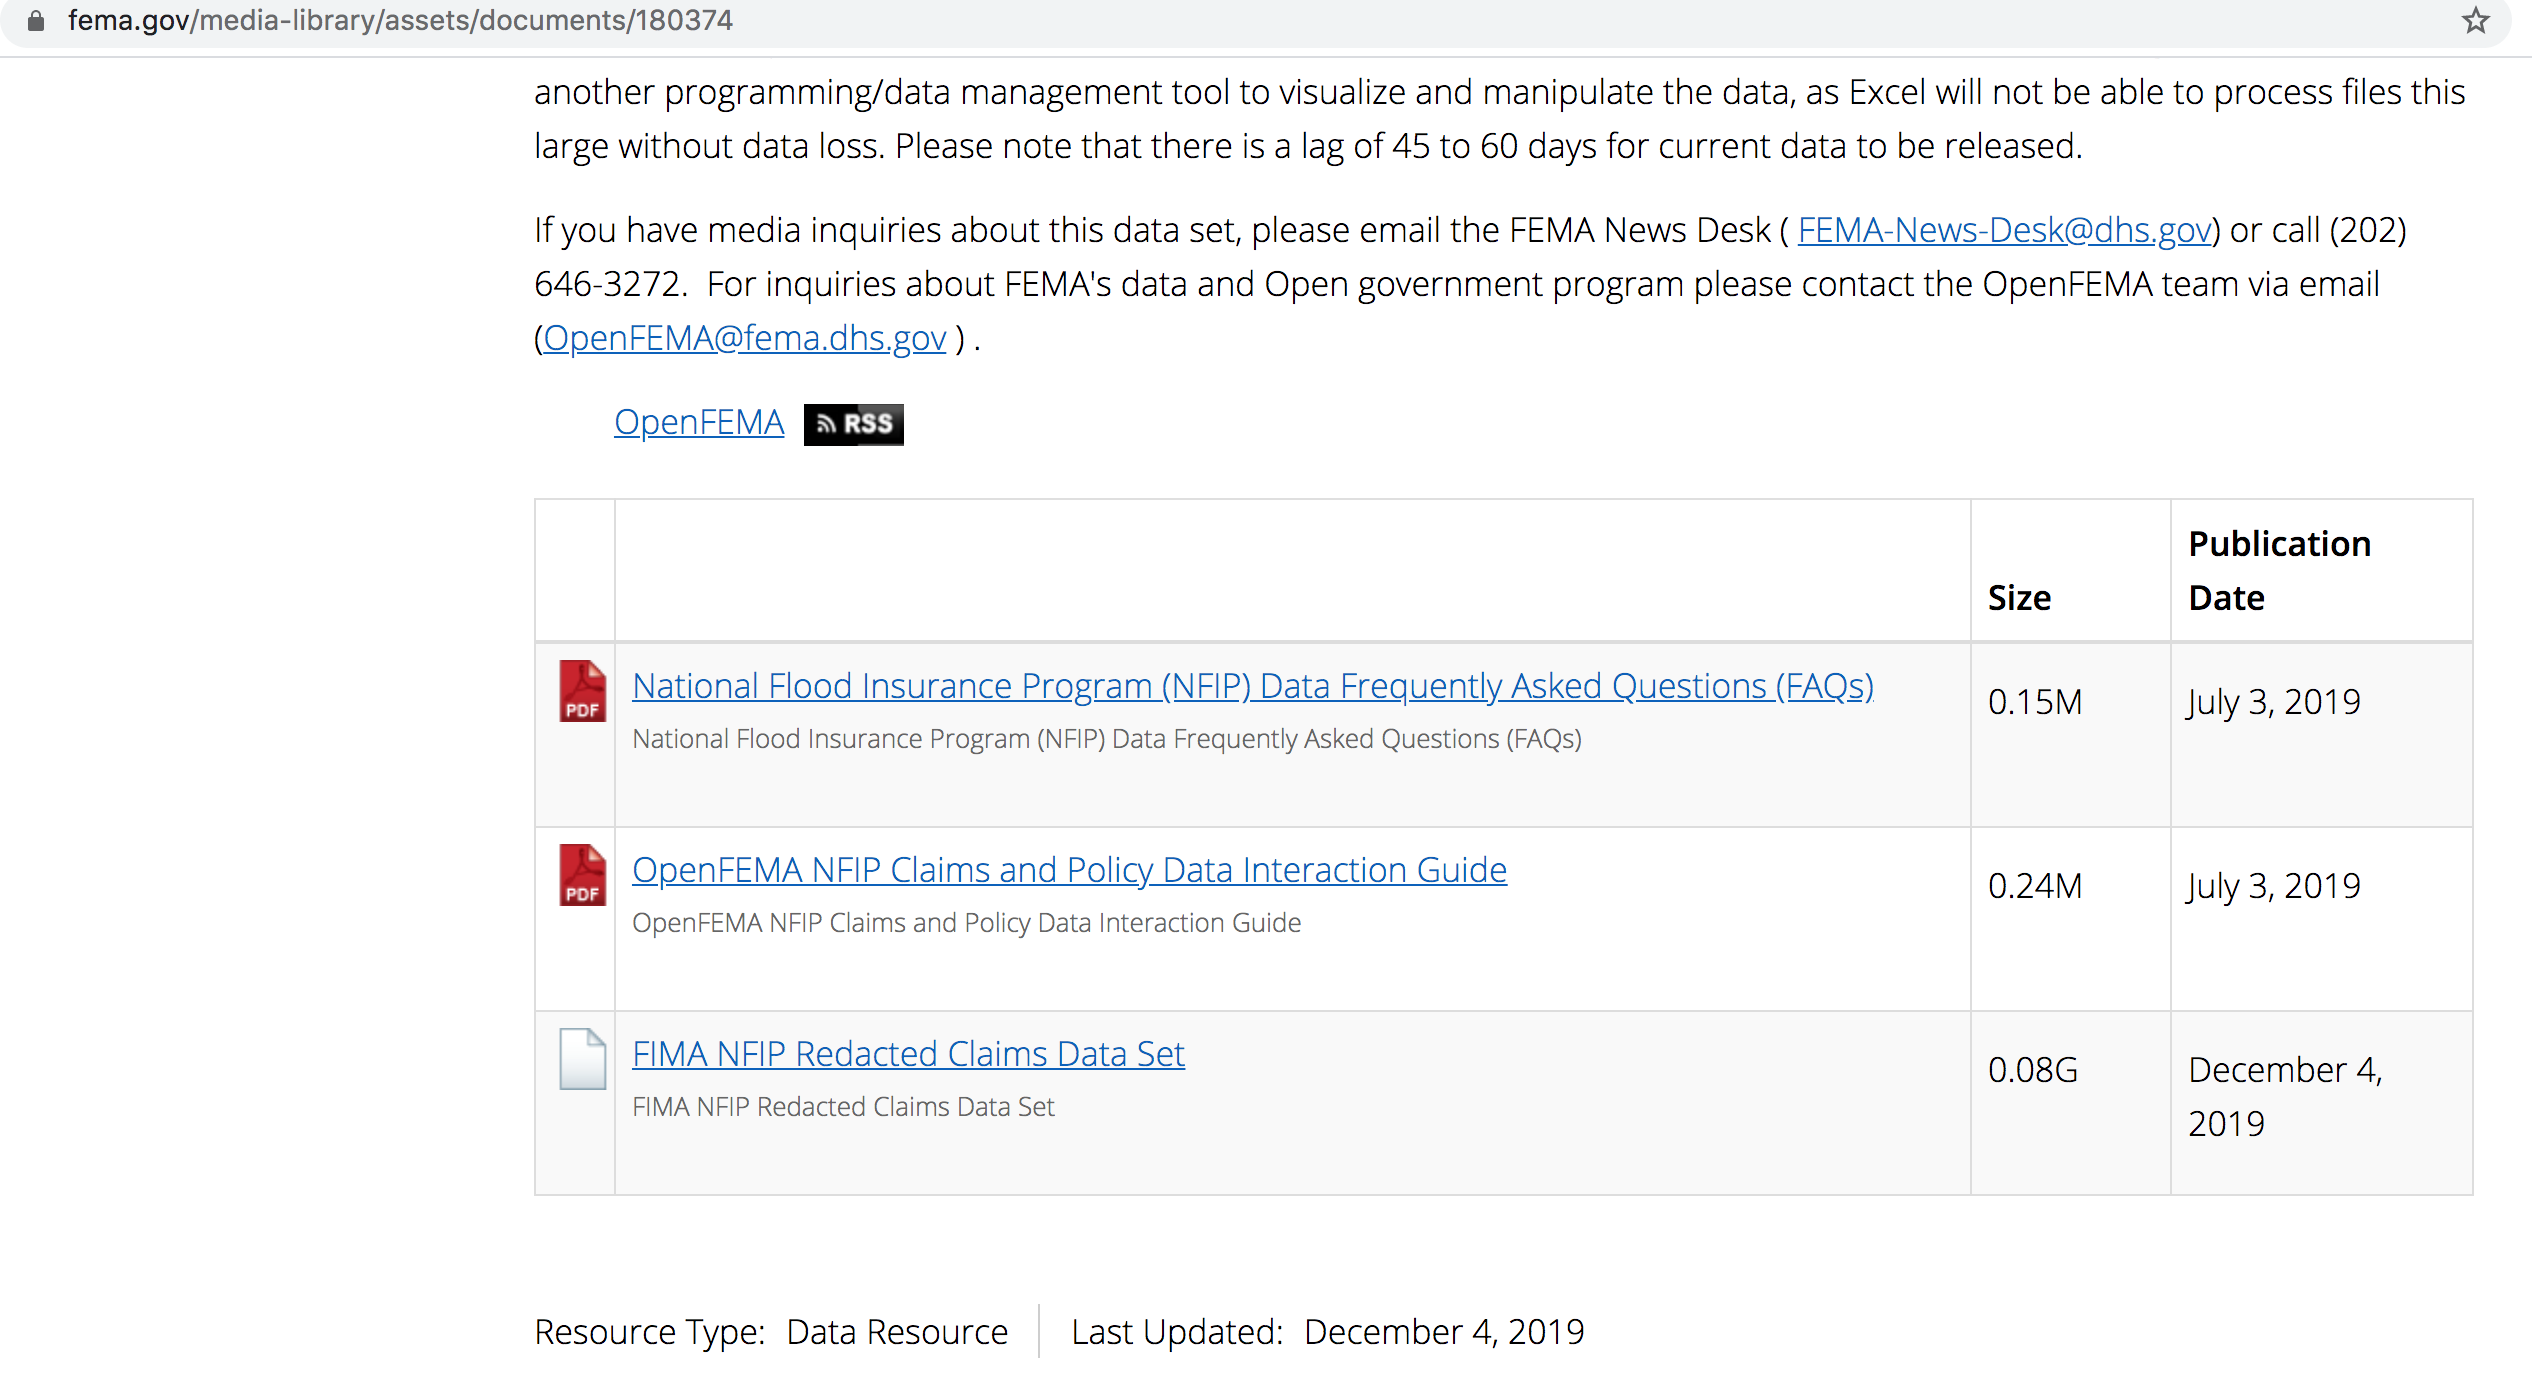 fema.gov/media-library/assets/documents/180374
another programming/data management tool to visualize and manipulate the data, as Excel will not be able to process files this
large without data loss. Please note that there is a lag of 45 to 60 days for current data to be released.
If you have media inquiries about this data set, please email the FEMA News Desk ( FEMA-News-Desk@dhs.gov) or call (202)
646-3272.  For inquiries about FEMA's data and Open government program please contact the OpenFEMA team via email
(OpenFEMA@fema.dhs.gov ) .
OpenFEMA RSS
Size Publication Date
PDF National Flood Insurance Program (NFIP) Data Frequently Asked Questions (FAQs) 0.15M July 3, 2019
National Flood Insurance Program (NFIP) Data Frequently Asked Questions (FAQs)
PDF OpenFEMA NFIP Claims and Policy Data Interaction Guide 0.24M July 3, 2019
OpenFEMA NFIP Claims and Policy Data Interaction Guide
FIMA NFIP Redacted Claims Data Set 0.08G December 4, 2019
FIMA NFIP Redacted Claims Data Set
Resource Type: Data Resource Last Updated: December 4, 2019